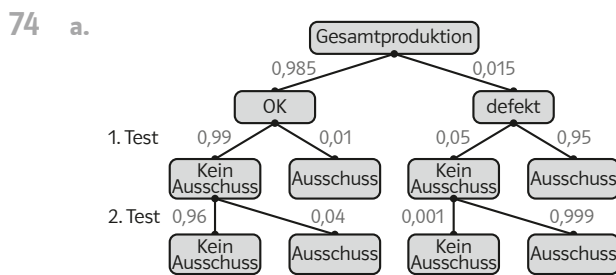 74 a.
Gesamtproduktion
0,985 0,015
OK defekt
1. Test 0,99 0,01 0,05 0,95
Kein Ausschuss Ausschuss Kein Ausschuss Ausschuss
2. Test 0,96 0,04 0,001 0,999
Kein Ausschuss Ausschuss Kein Ausschuss Ausschuss